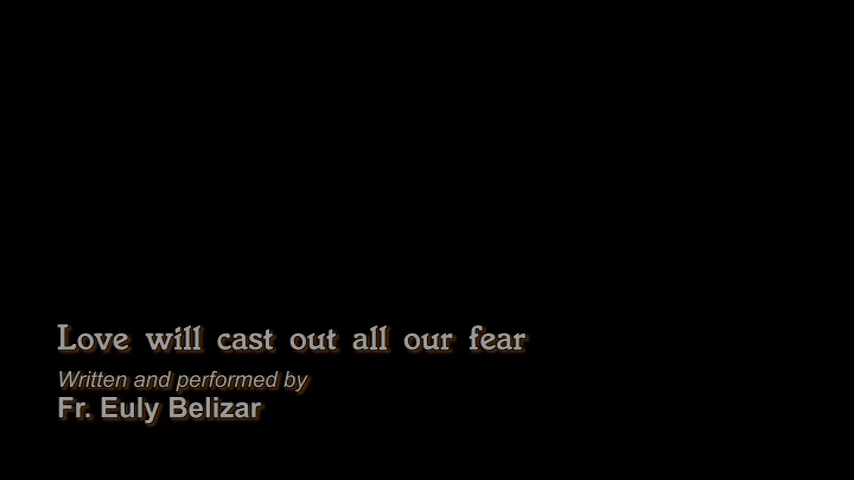 Love will cast out all our fear
Written and performed by
Fr. Euly Belizar